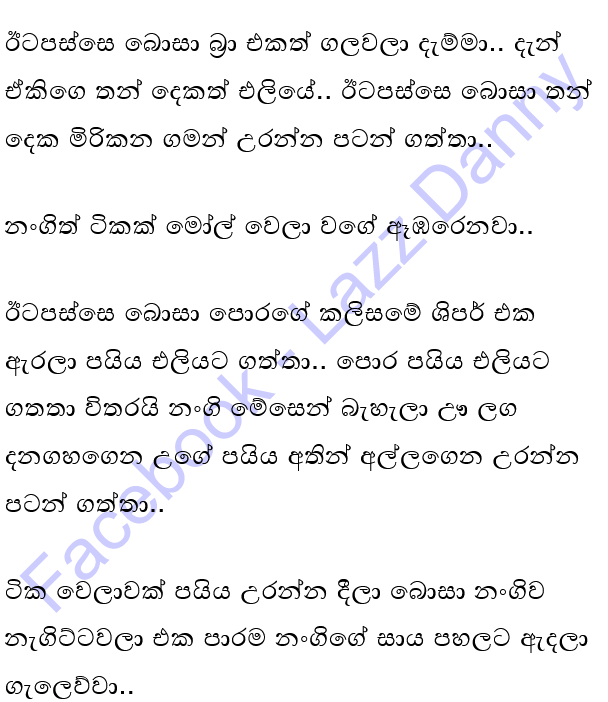 ඊටපස්සෙ බොසා බ්‍රා එකත් ගලවලා දැම්මා.. දැන්
ඒකිගෙ තන් දෙකත් එලියේ.. ඊටපස්සෙ බොසා තන්
දෙක මිරිකන ගමන් උරන්න පටන් ගත්තා..
නංගිත් ටිකක් මෝල් වෙලා වගේ ඇඹරෙනවා..
ඊටපස්සෙ බොසා පොරගේ කලිසමේ ශිපර් එක
ඇරලා පයිය එලියට ගත්තා.. පොර පයිය එලියට
ගතතා විතරයි නංගි මේසෙන් බැහැලා ඌ ලග
දනගහගෙන උගේ පයිය අතින් අල්ලගෙන උරන්න
පටන් ගත්තා..
ටික වෙලාවක් පයිය උරන්න දීලා බොසා නංගිව
නැගිට්ටවලා එක පාරම නංගිගේ සාය පහලට ඇදලා
ගැලෙව්වා..
Facebook - Lazz Danny